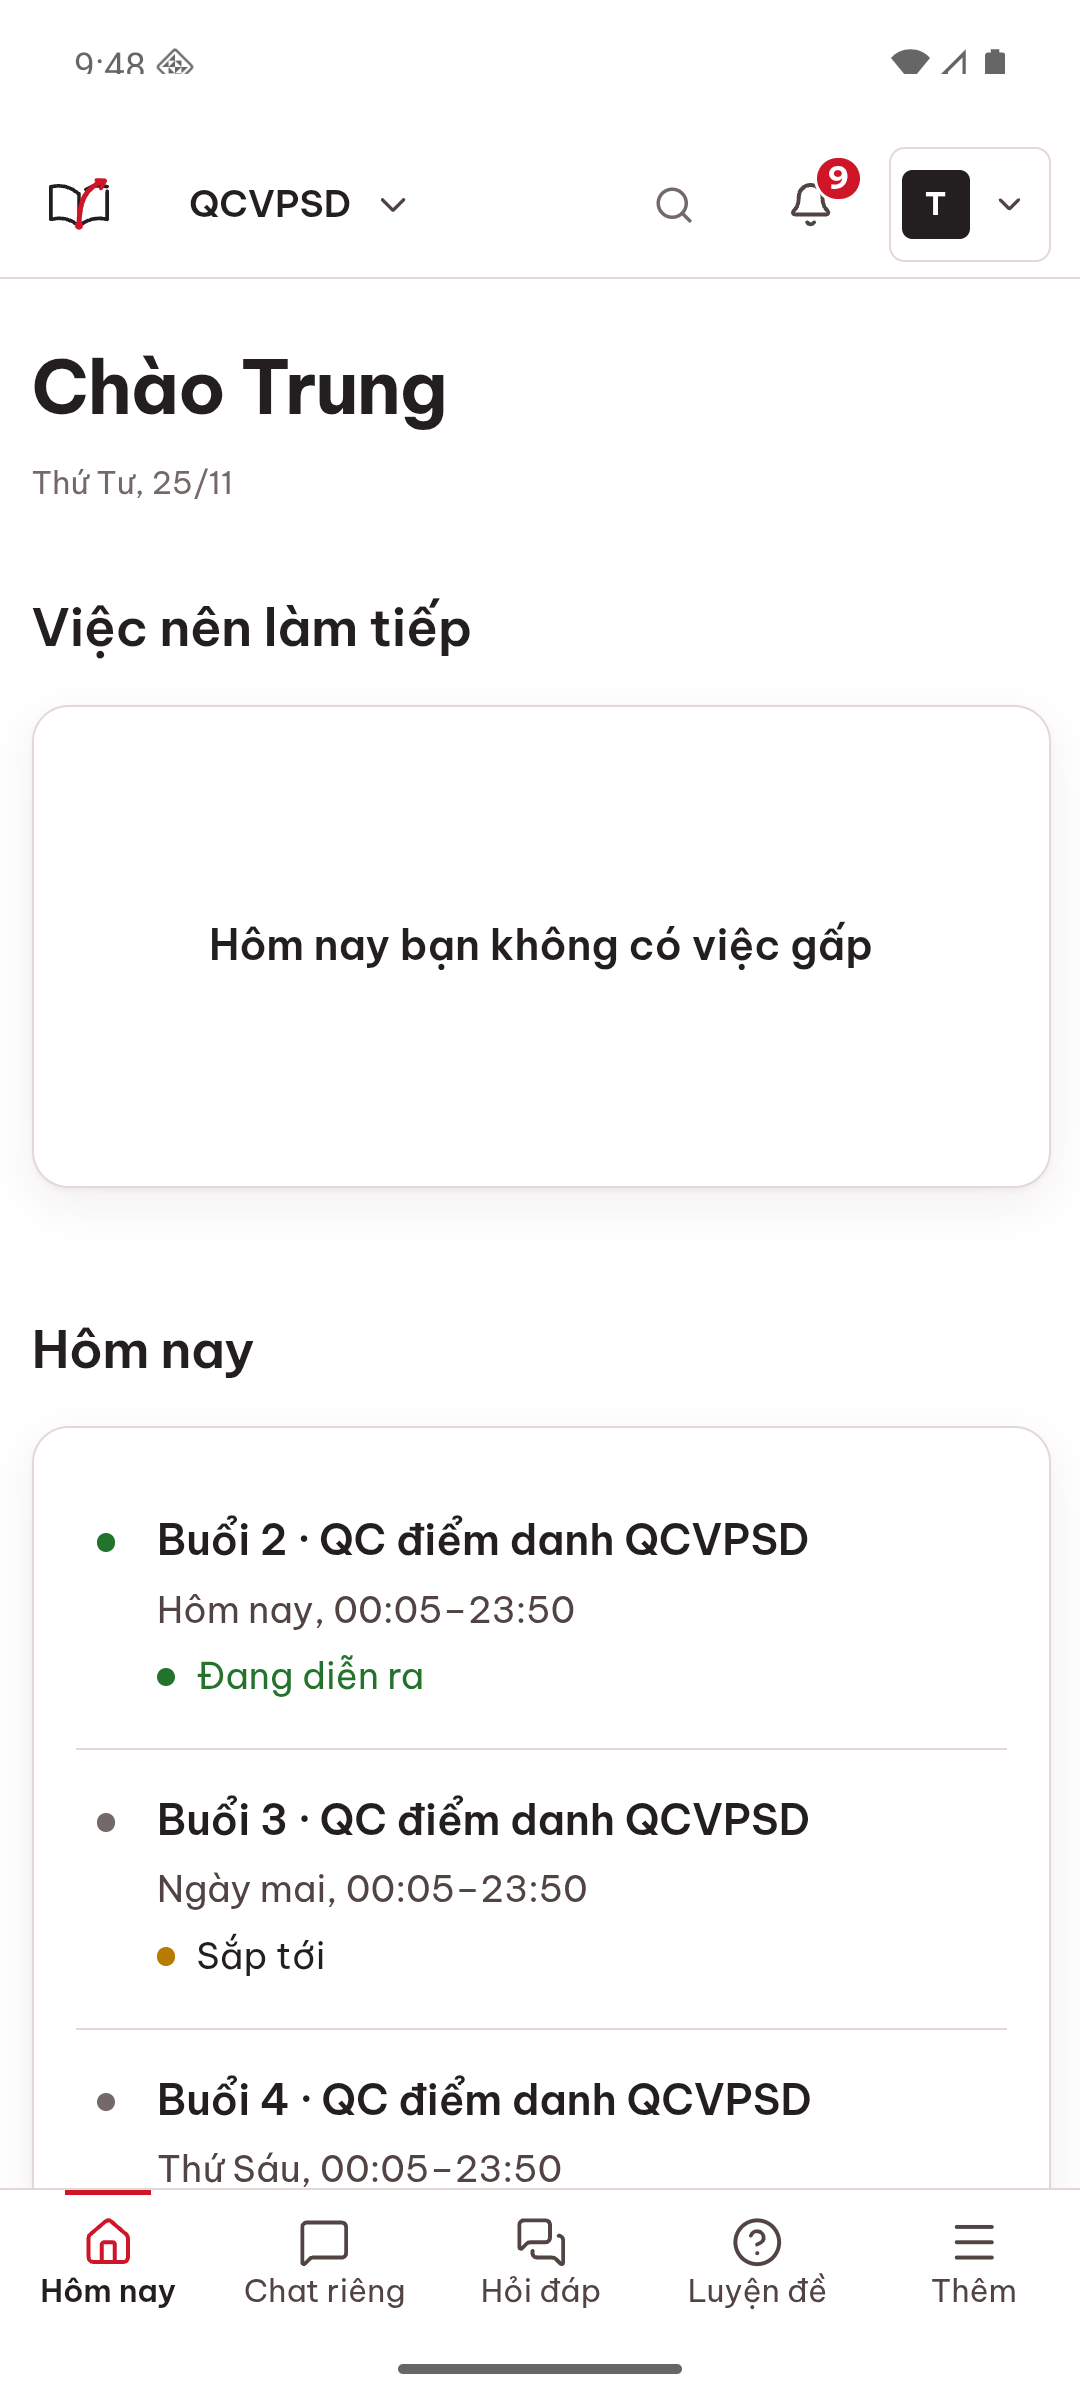 9:48
QCVPSD
9
T
Chào Trung
Thứ Tư, 25/11
Việc nên làm tiếp
Hôm nay bạn không có việc gấp
Hôm nay
Buổi 2 · QC điểm danh QCVPSD
Hôm nay, 00:05–23:50
Đang diễn ra
Buổi 3 · QC điểm danh QCVPSD
Ngày mai, 00:05–23:50
Sắp tới
Buổi 4 · QC điểm danh QCVPSD
Thứ Sáu, 00:05–23:50
Hôm nay
Chat riêng
Hỏi đáp
Luyện đề
Thêm